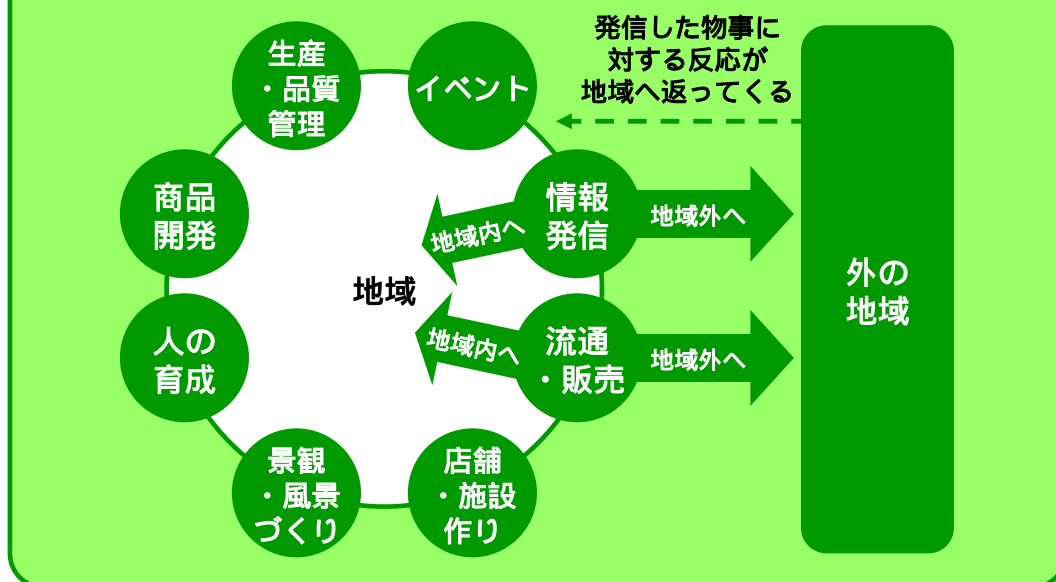 発信した物事に
対する反応が
地域へ返ってくる
生産
・品質
管理
イベント
商品
開発
情報
発信
地域内へ
地域外へ
地域
外の
地域
人の
育成
地域内へ
流通
・販売
地域外へ
景観
・風景
づくり
店舗
・施設
作り